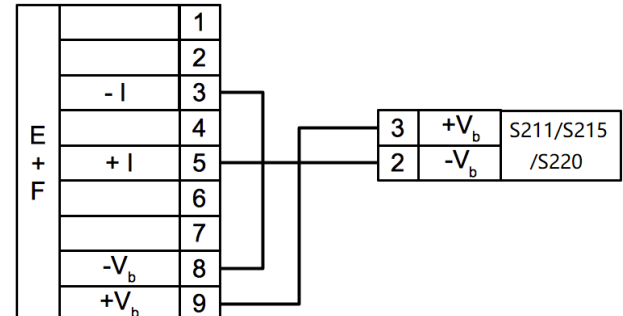 1
2
- I 3
4
+ I 5
6
7
-Vb 8
+Vb 9
E
+
F
3 +Vb S211/S215
2 -Vb /S220